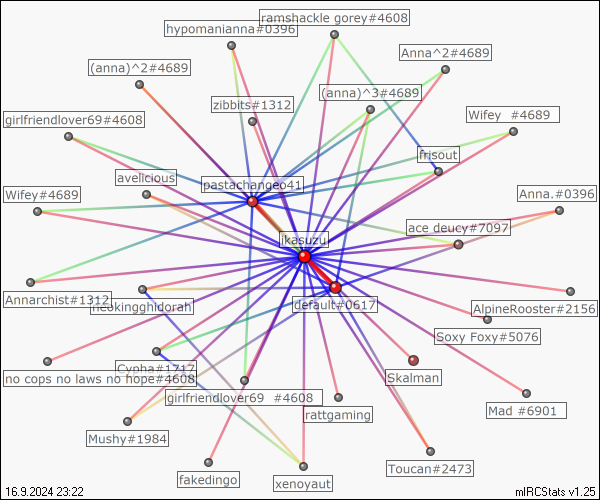 ramshackle gorey#4608
hypomanianna#0396
Anna^2#4689
(anna)^2#4689
(anna)^3#4689
zibbits#1312
girlfriendlover69#4608
Wifey #4689
frisout
avelicious
pastachangeo41
Wifey#4689
Anna.#0396
ace deucy#7097
jkasuzu
Annarchist#1312
mcokingghidorah
default#0617
AlpineRooster#2156
Soxy Foxy#5076
Cypha#1717
no cops no laws no hope#4608
Skalman
girlfriendlover69 #4608
rattgaming
Mad #6901
Mushy#1984
Toucan#2473
fakedingo
xenoyaut
16.9.2024 23:22
mIRCStats v1.25